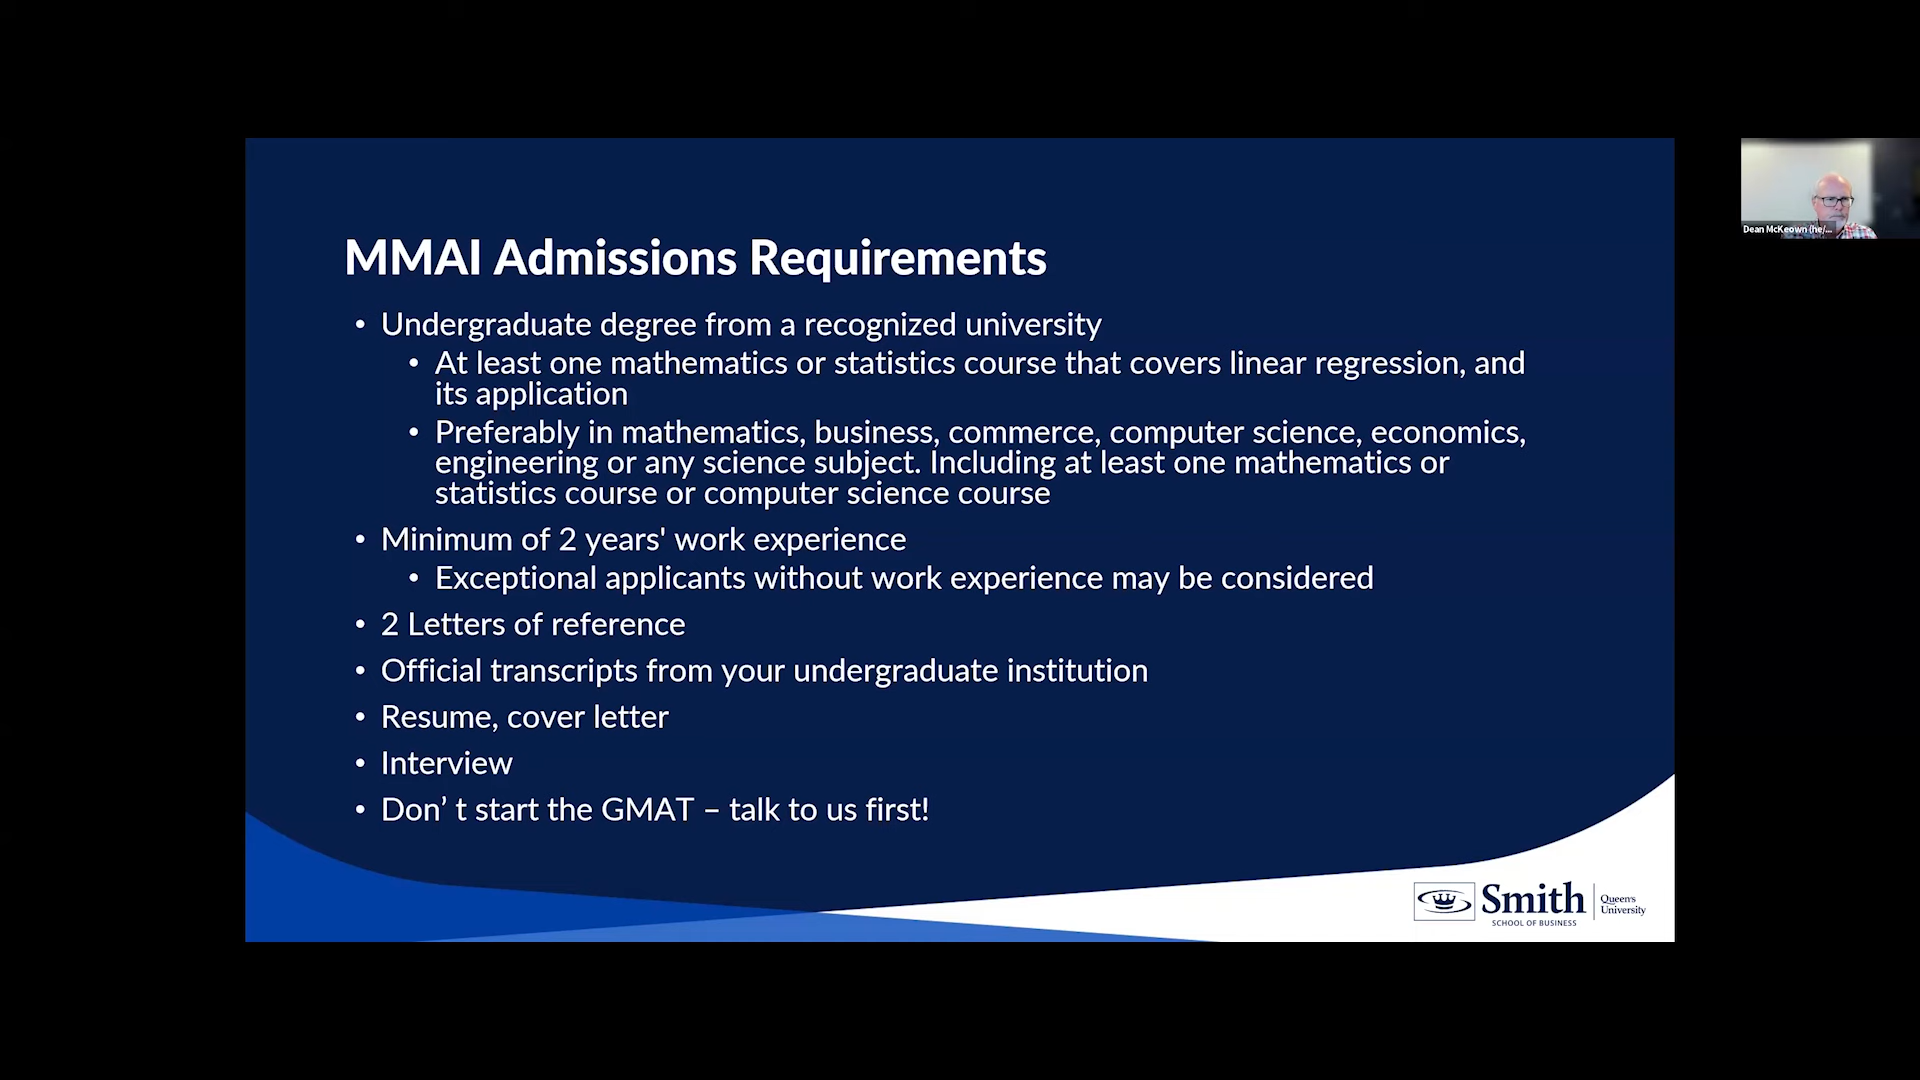 MMAI Admissions Requirements
• Undergraduate degree from a recognized university
• At least one mathematics or statistics course that covers linear regression, and
its application
• Preferably in mathematics, business, commerce, computer science, economics,
engineering or any science subject. Including at least one mathematics or
statistics course or computer science course
• Minimum of 2 years' work experience
• Exceptional applicants without work experience may be considered
• 2 Letters of reference
• Official transcripts from your undergraduate institution
• Resume, cover letter
• Interview
• Don’ t start the GMAT – talk to us first!
Smith
SCHOOL OF BUSINESS
Queen's
University
Dean McKeown (he/...